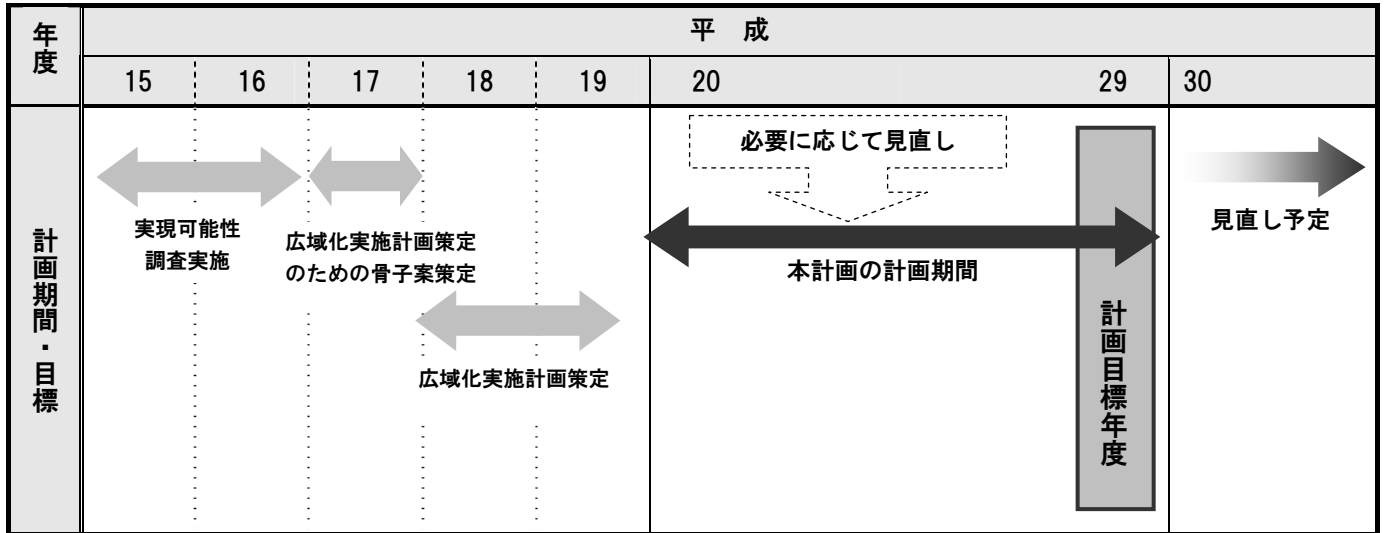 年度
平 成
15 16 17 18 19 20 29 30
計画期間・目標
必要に応じて見直し
実現可能性
調査実施
広域化実施計画策定
のための骨子案策定
広域化実施計画策定
本計画の計画期間
計画目標年度
見直し予定